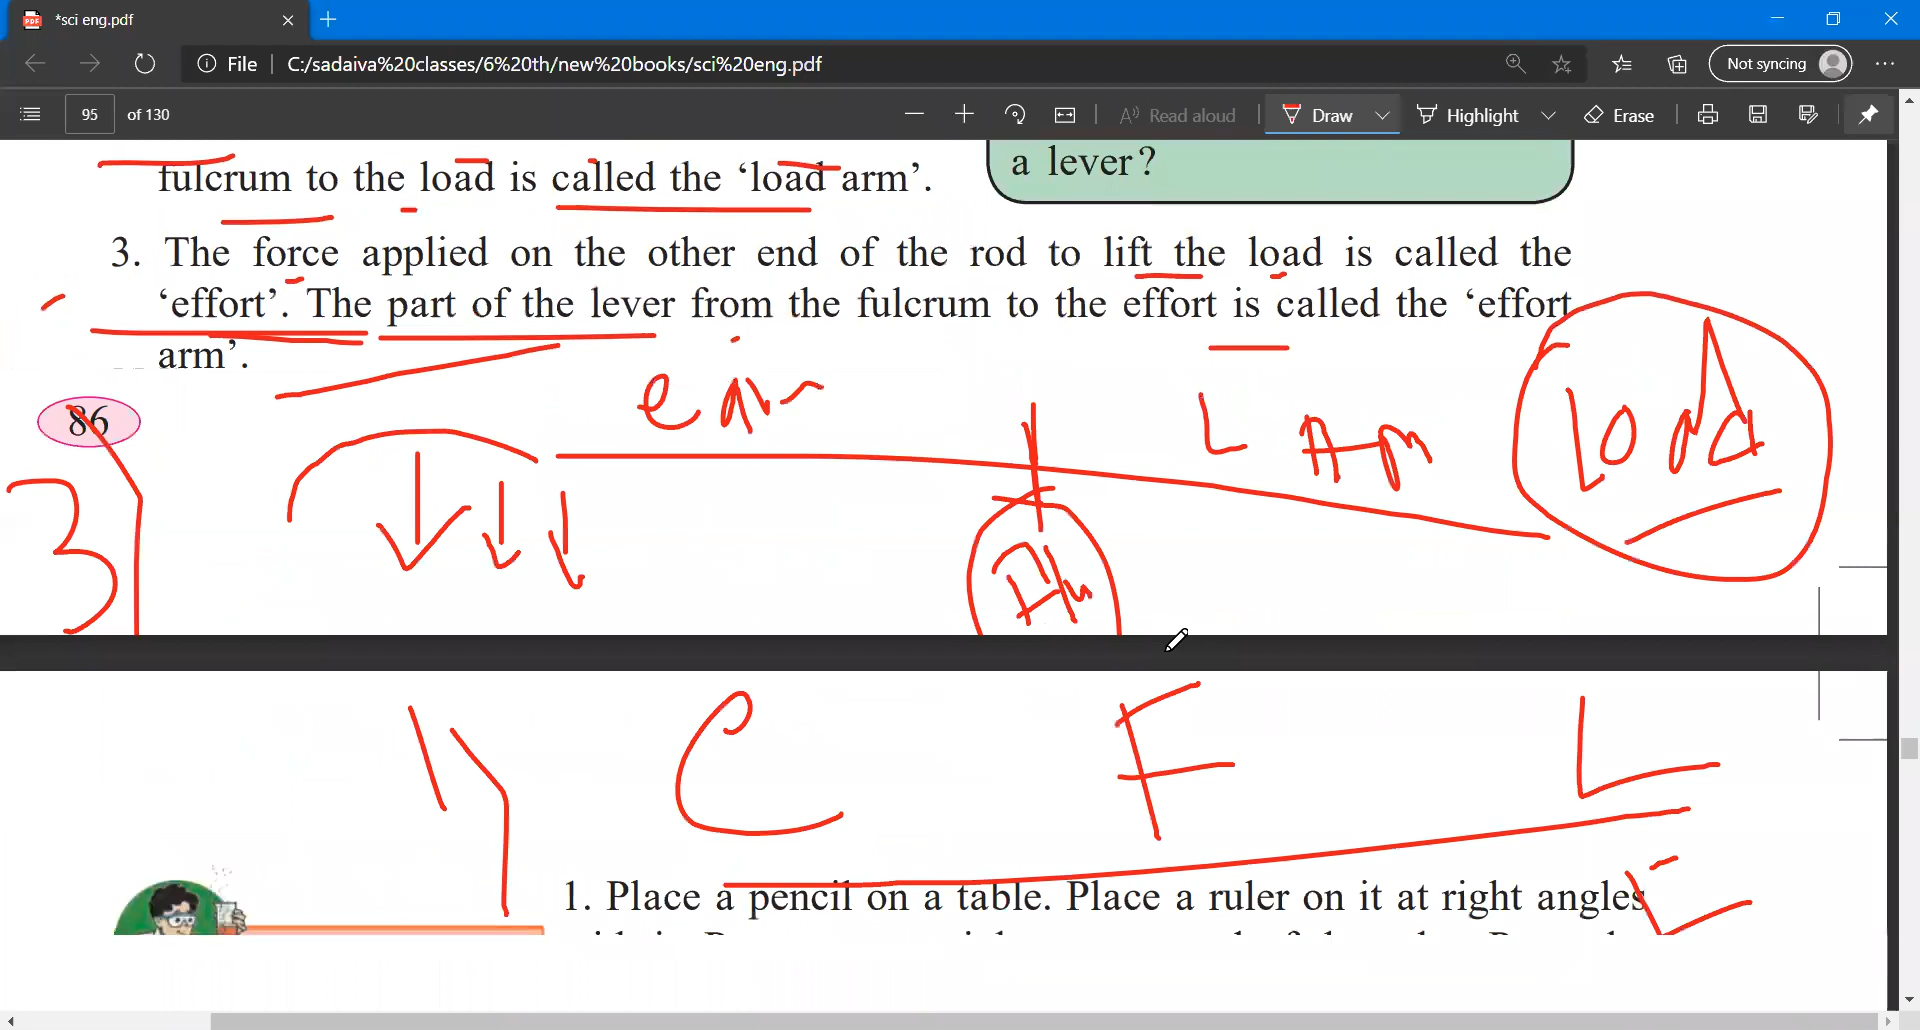 *sci eng.pdf
File C:/sadaiva%20classes/6%20th/new%20books/sci%20eng.pdf
Not syncing
95 of 130
Read aloud Draw Highlight Erase
fulcrum to the load is called the ‘load arm’.
a lever?
3. The force applied on the other end of the rod to lift the load is called the
‘effort’. The part of the lever from the fulcrum to the effort is called the ‘effort
arm’.
e
L
Load
86
3
C F L
1. Place a pencil on a table. Place a ruler on it at right angles